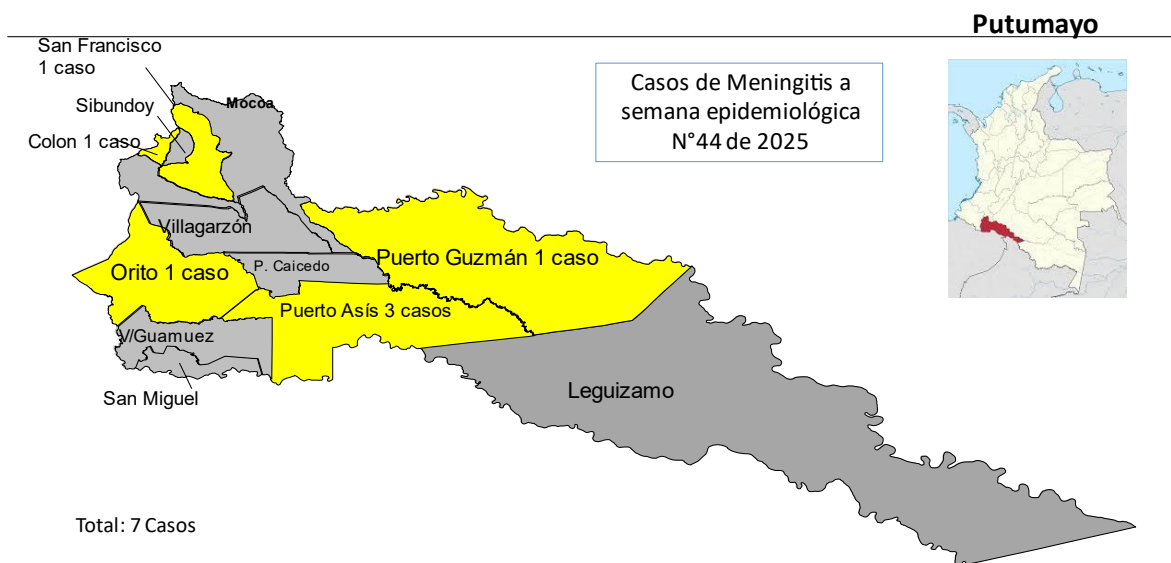 Putumayo
San Francisco
1 caso
Sibundoy
Colon 1 caso
Mocoa
Casos de Meningitis a
semana epidemiológica
N°44 de 2025
Villagarzón
P. Caicedo
Puerto Guzmán 1 caso
Orito 1 caso
Puerto Asís 3 casos
V/Guamuez
San Miguel
Leguizamo
Total: 7 Casos